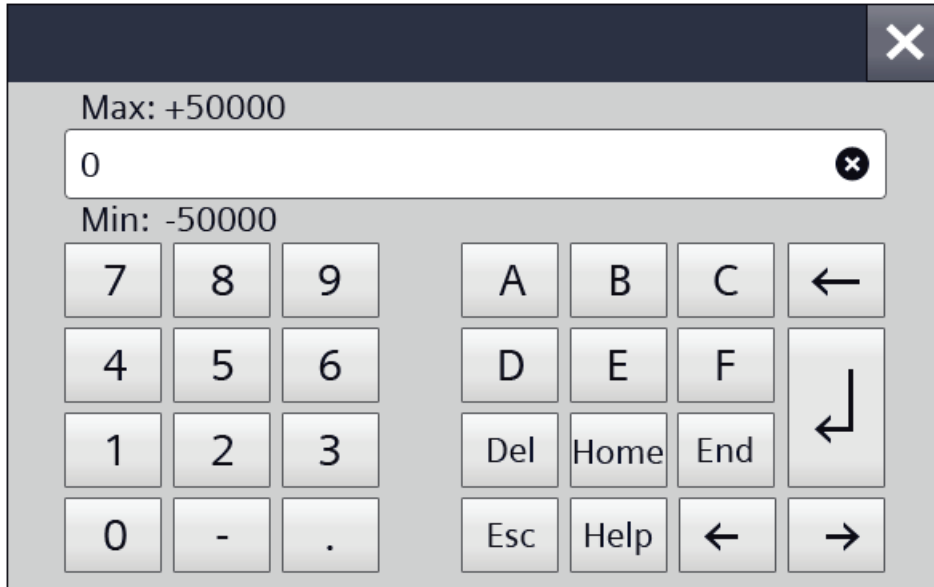 Max: +50000
0
Min: -50000
7 8 9 A B C ←
4 5 6 D E F ↵
1 2 3 Del Home End
0 - . Esc Help ← →